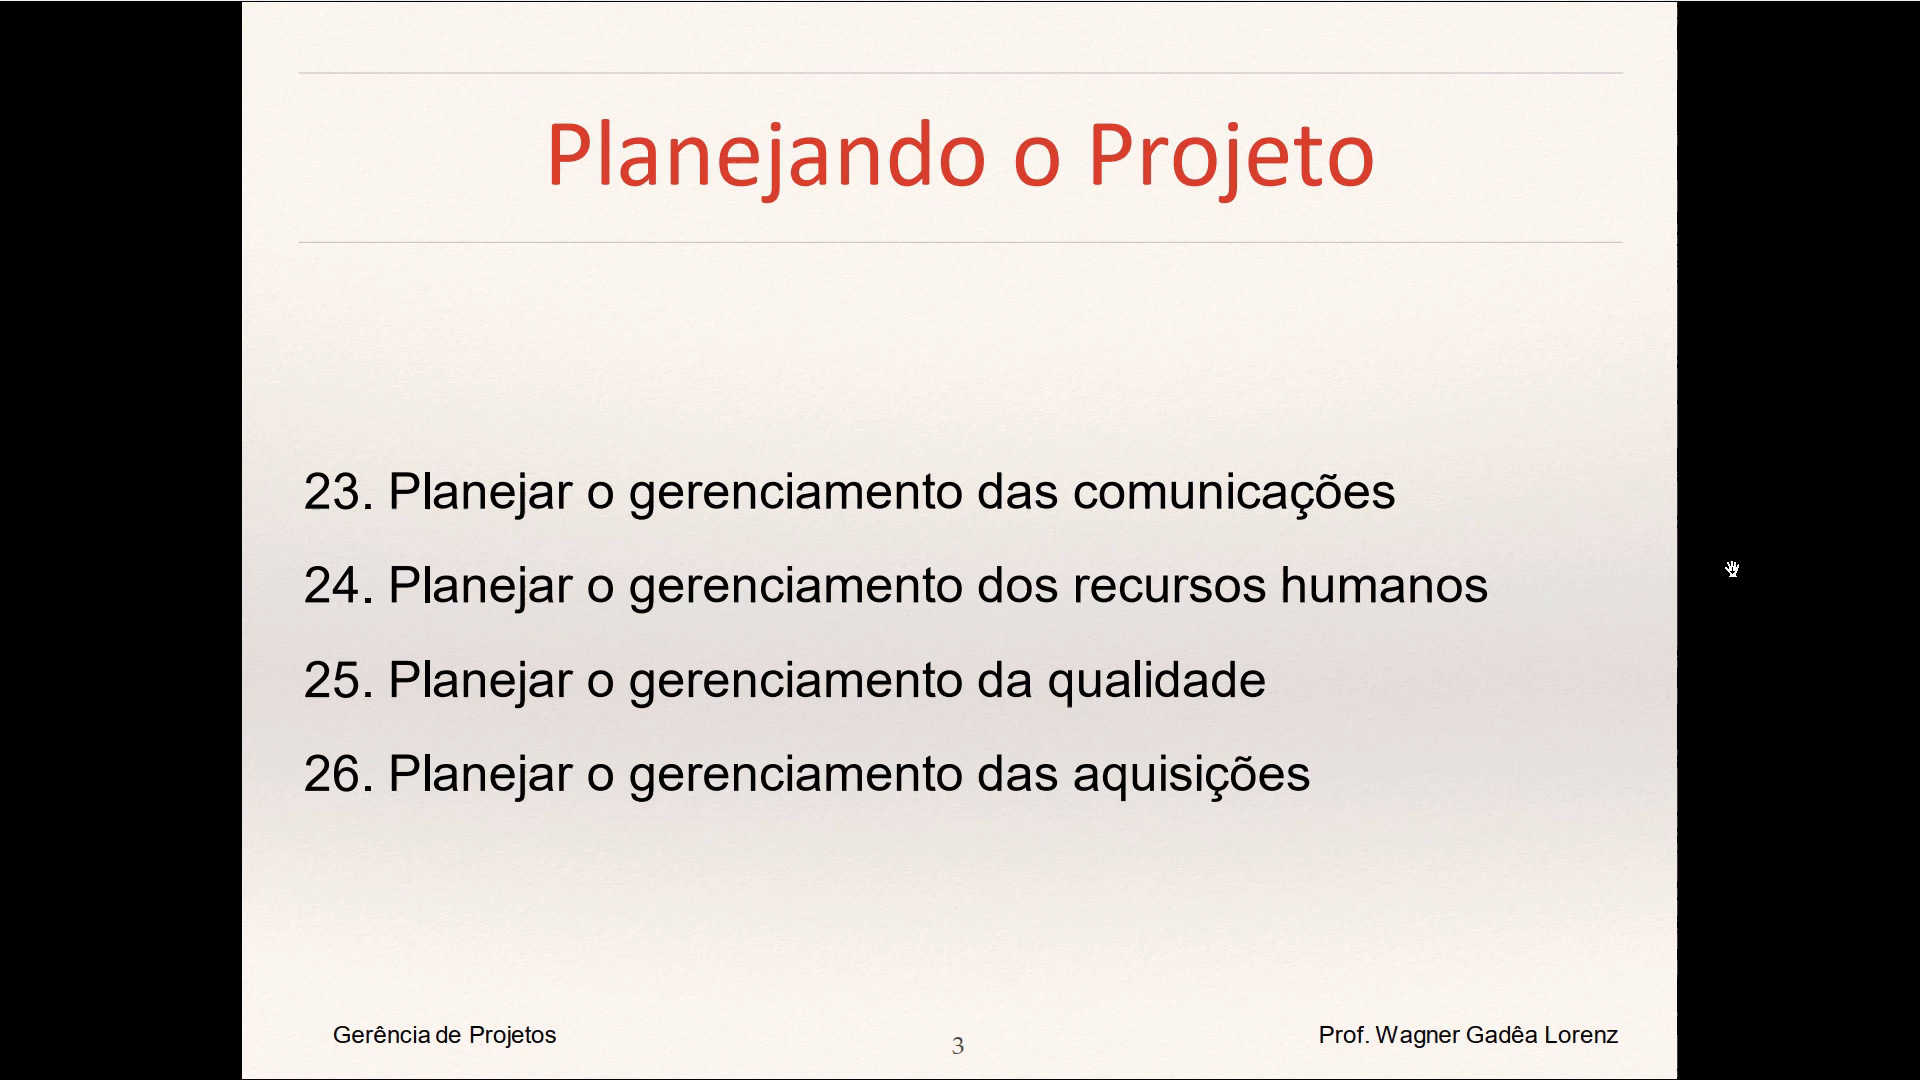 Planejando o Projeto
23. Planejar o gerenciamento das comunicações
24. Planejar o gerenciamento dos recursos humanos
25. Planejar o gerenciamento da qualidade
26. Planejar o gerenciamento das aquisições
Gerência de Projetos
3
Prof. Wagner Gadêa Lorenz